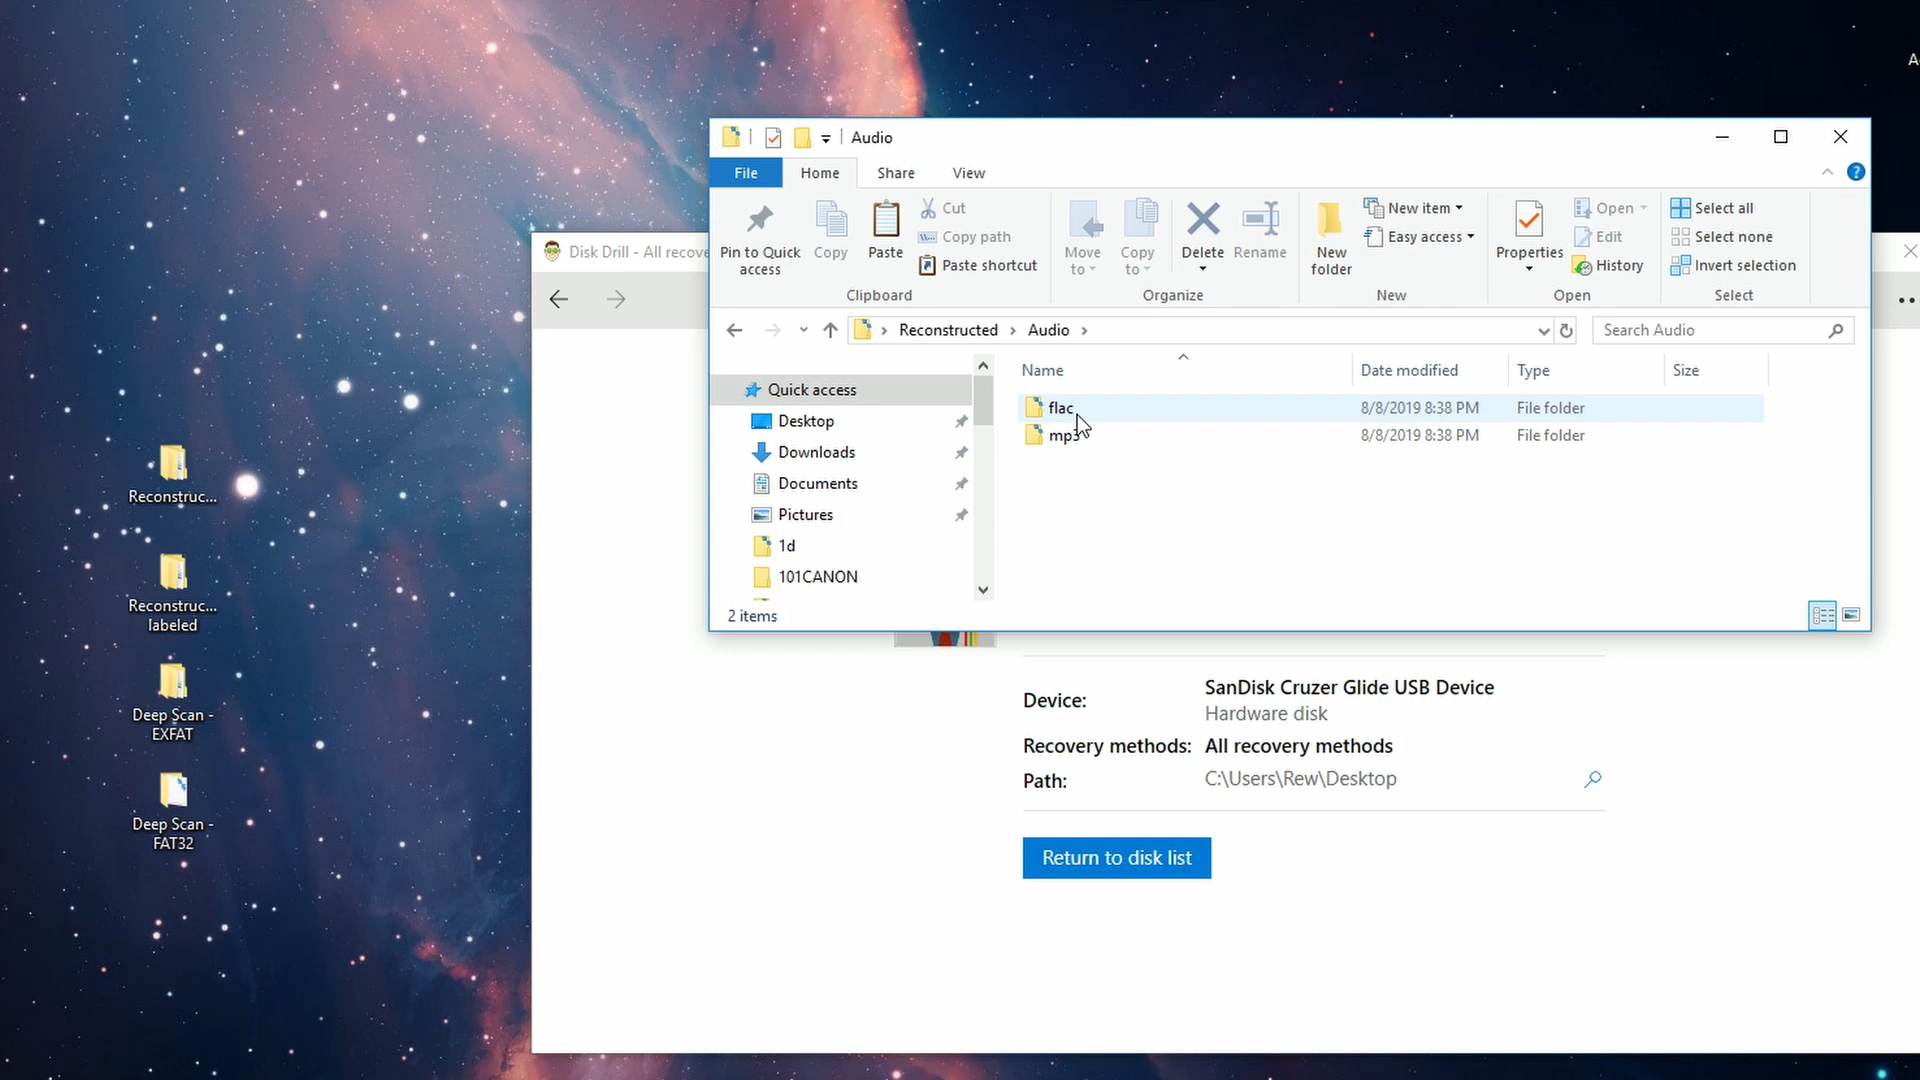 A
Audio
File
Home
Share
View
?
Pin to Quick
access
Copy
Paste
Cut
Copy path
Paste shortcut
Clipboard
Move
to
Copy
to
Delete
Rename
Organize
New
folder
New item
Easy access
New
Properties
Open
Edit
History
Open
Select all
Select none
Invert selection
Select
Disk Drill - All recove
Reconstructed
Audio
Search Audio
Name
Date modified
Type
Size
Quick access
Desktop
Downloads
Documents
Pictures
1d
101CANON
flac
8/8/2019 8:38 PM
File folder
mp3
8/8/2019 8:38 PM
File folder
2 items
Reconstruc...
Reconstruc...
labeled
Deep Scan -
EXFAT
Deep Scan -
FAT32
Device:
SanDisk Cruzer Glide USB Device
Hardware disk
Recovery methods:
All recovery methods
Path:
C:\Users\Rew\Desktop
Return to disk list